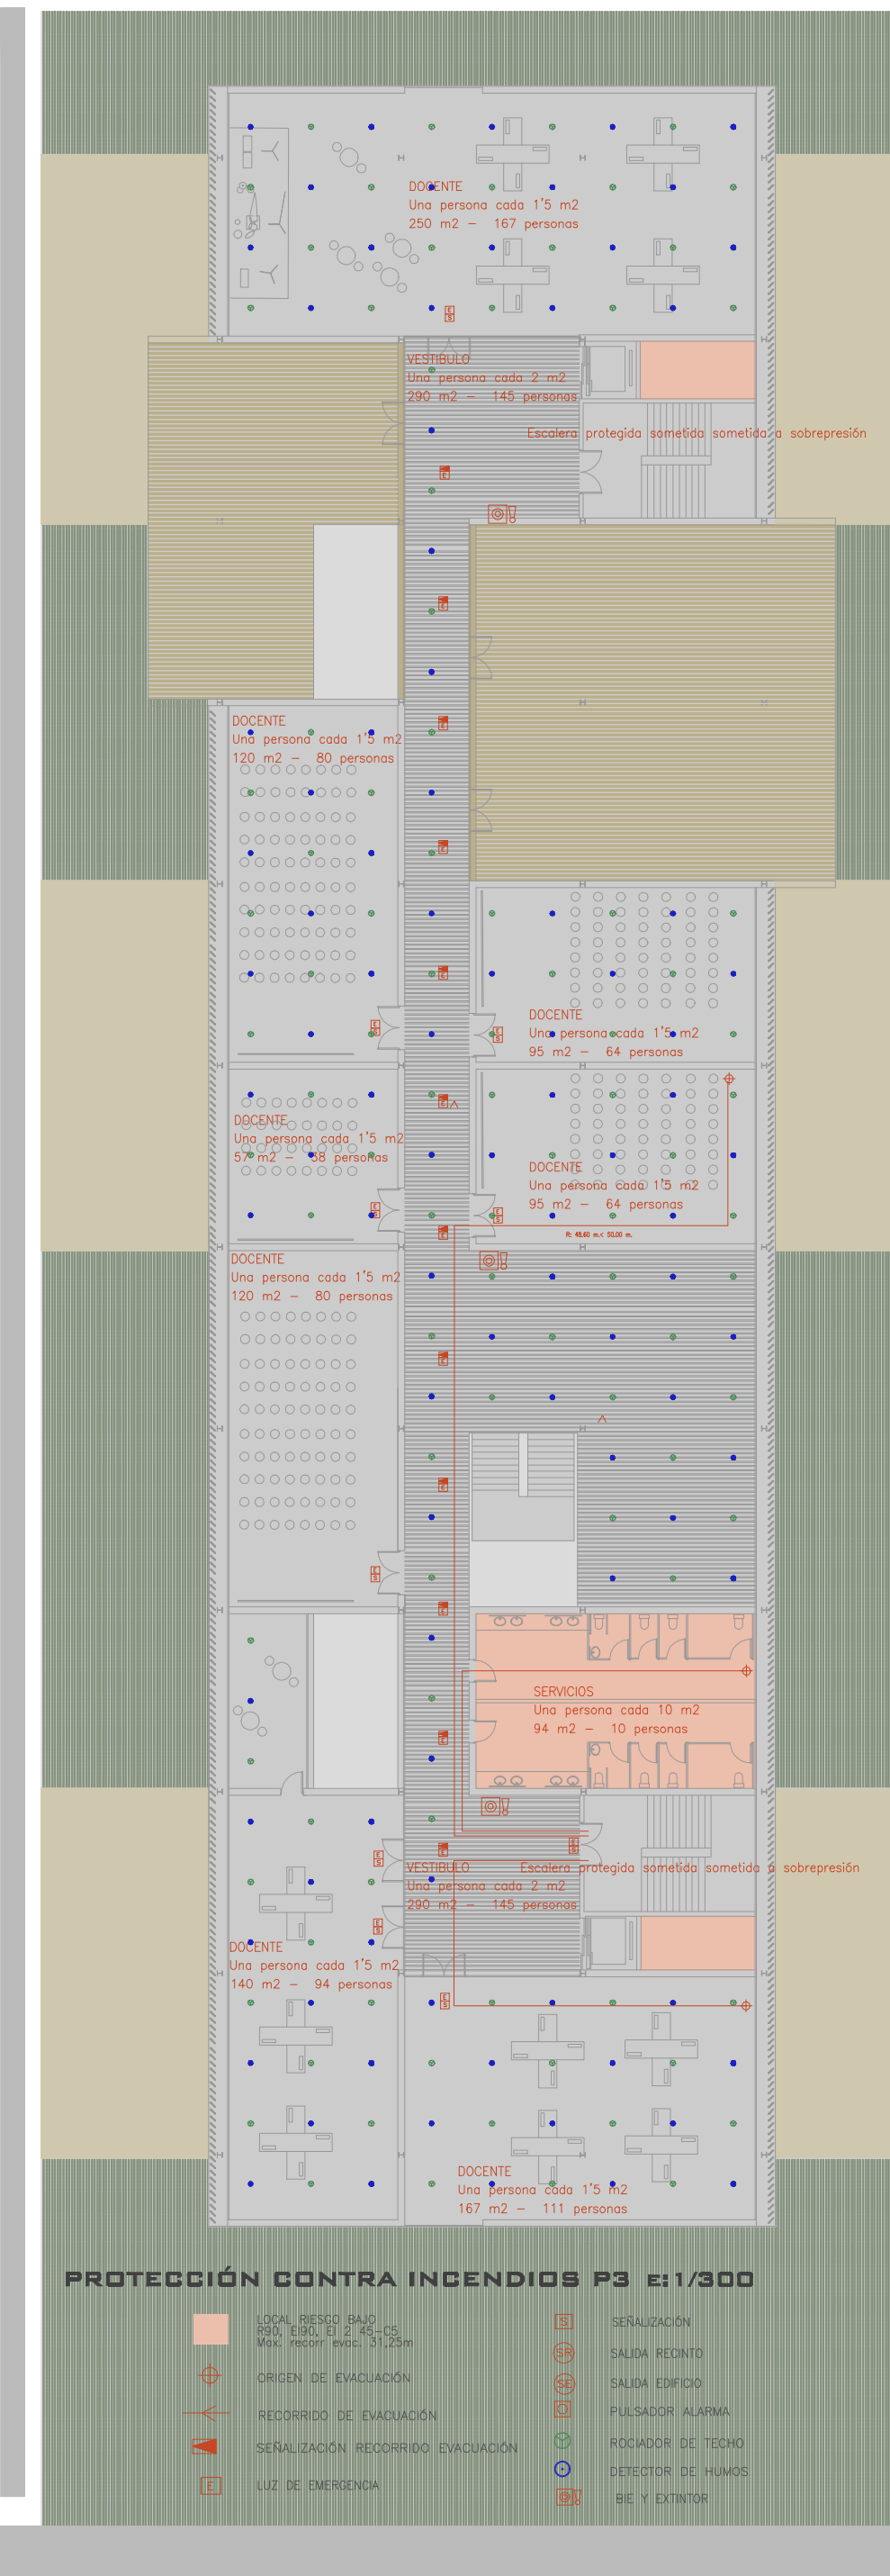 DOCENTE
Una persona cada 1'5 m2
250 m2 - 167 personas
E
S
VESTIBULO
Una persona cada 2 m2
290 m2 - 145 personas
Escalera protegida sometida sometida a sobrepresión
E
E
E
DOCENTE
Una persona cada 1'5 m2
120 m2 - 80 personas
E
E
E
S
E
S
DOCENTE
Una persona cada 1'5 m2
95 m2 - 64 personas
E
DOCENTE
Una persona cada 1'5 m2
57 m2 - 38 personas
DOCENTE
Una persona cada 1'5 m2
95 m2 - 64 personas
E
S
E
S
E
R: 48,60 m.< 50,00 m.
DOCENTE
Una persona cada 1'5 m2
120 m2 - 80 personas
E
E
E
S
E
SERVICIOS
Una persona cada 10 m2
94 m2 - 10 personas
E
E
E
S
E
S
VESTIBULO
Una persona cada 2 m2
290 m2 - 145 personas
Escalera protegida sometida sometida a sobrepresión
E
S
DOCENTE
Una persona cada 1'5 m2
140 m2 - 94 personas
E
S
DOCENTE
Una persona cada 1'5 m2
167 m2 - 111 personas
PROTECCIÓN CONTRA INCENDIOS P3 E:1/300
LOCAL RIESGO BAJO
R90, EI90, EI 2 45-C5
Max. recorr evac. 31,25m
ORIGEN DE EVACUACIÓN
RECORRIDO DE EVACUACIÓN
SEÑALIZACIÓN RECORRIDO EVACUACIÓN
E LUZ DE EMERGENCIA
S SEÑALIZACIÓN
SR SALIDA RECINTO
SE SALIDA EDIFICIO
PULSADOR ALARMA
ROCIADOR DE TECHO
DETECTOR DE HUMOS
BIE Y EXTINTOR